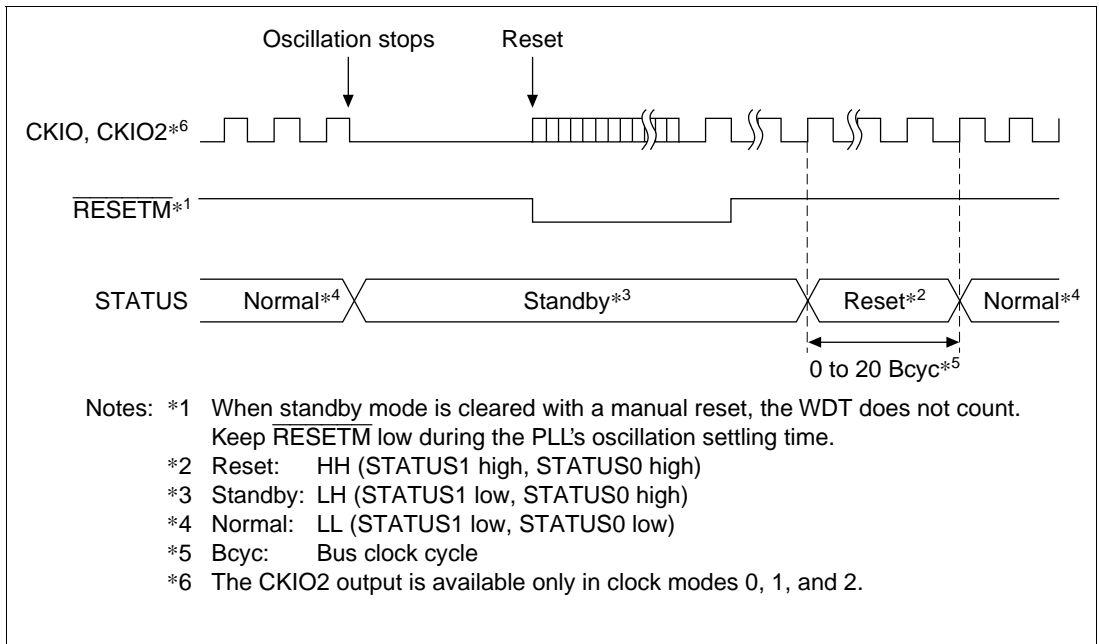 Oscillation stops Reset
CKIO, CKIO2*6
RESETM*1
STATUS Normal*4 Standby*3 Reset*2 Normal*4
0 to 20 Bcyc*5
Notes: *1 When standby mode is cleared with a manual reset, the WDT does not count.
Keep RESETM low during the PLL's oscillation settling time.
*2 Reset: HH (STATUS1 high, STATUS0 high)
*3 Standby: LH (STATUS1 low, STATUS0 high)
*4 Normal: LL (STATUS1 low, STATUS0 low)
*5 Bcyc: Bus clock cycle
*6 The CKIO2 output is available only in clock modes 0, 1, and 2.